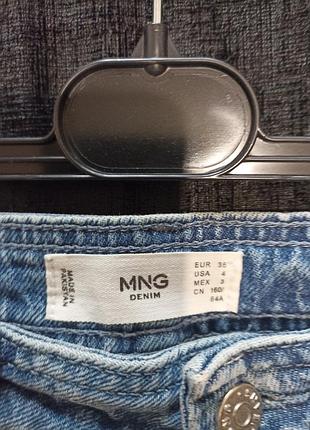 MADE IN
PAKISTAN
MNG
DENIM
EUR 36
USA 4
MEX 3
CN 160/
64A